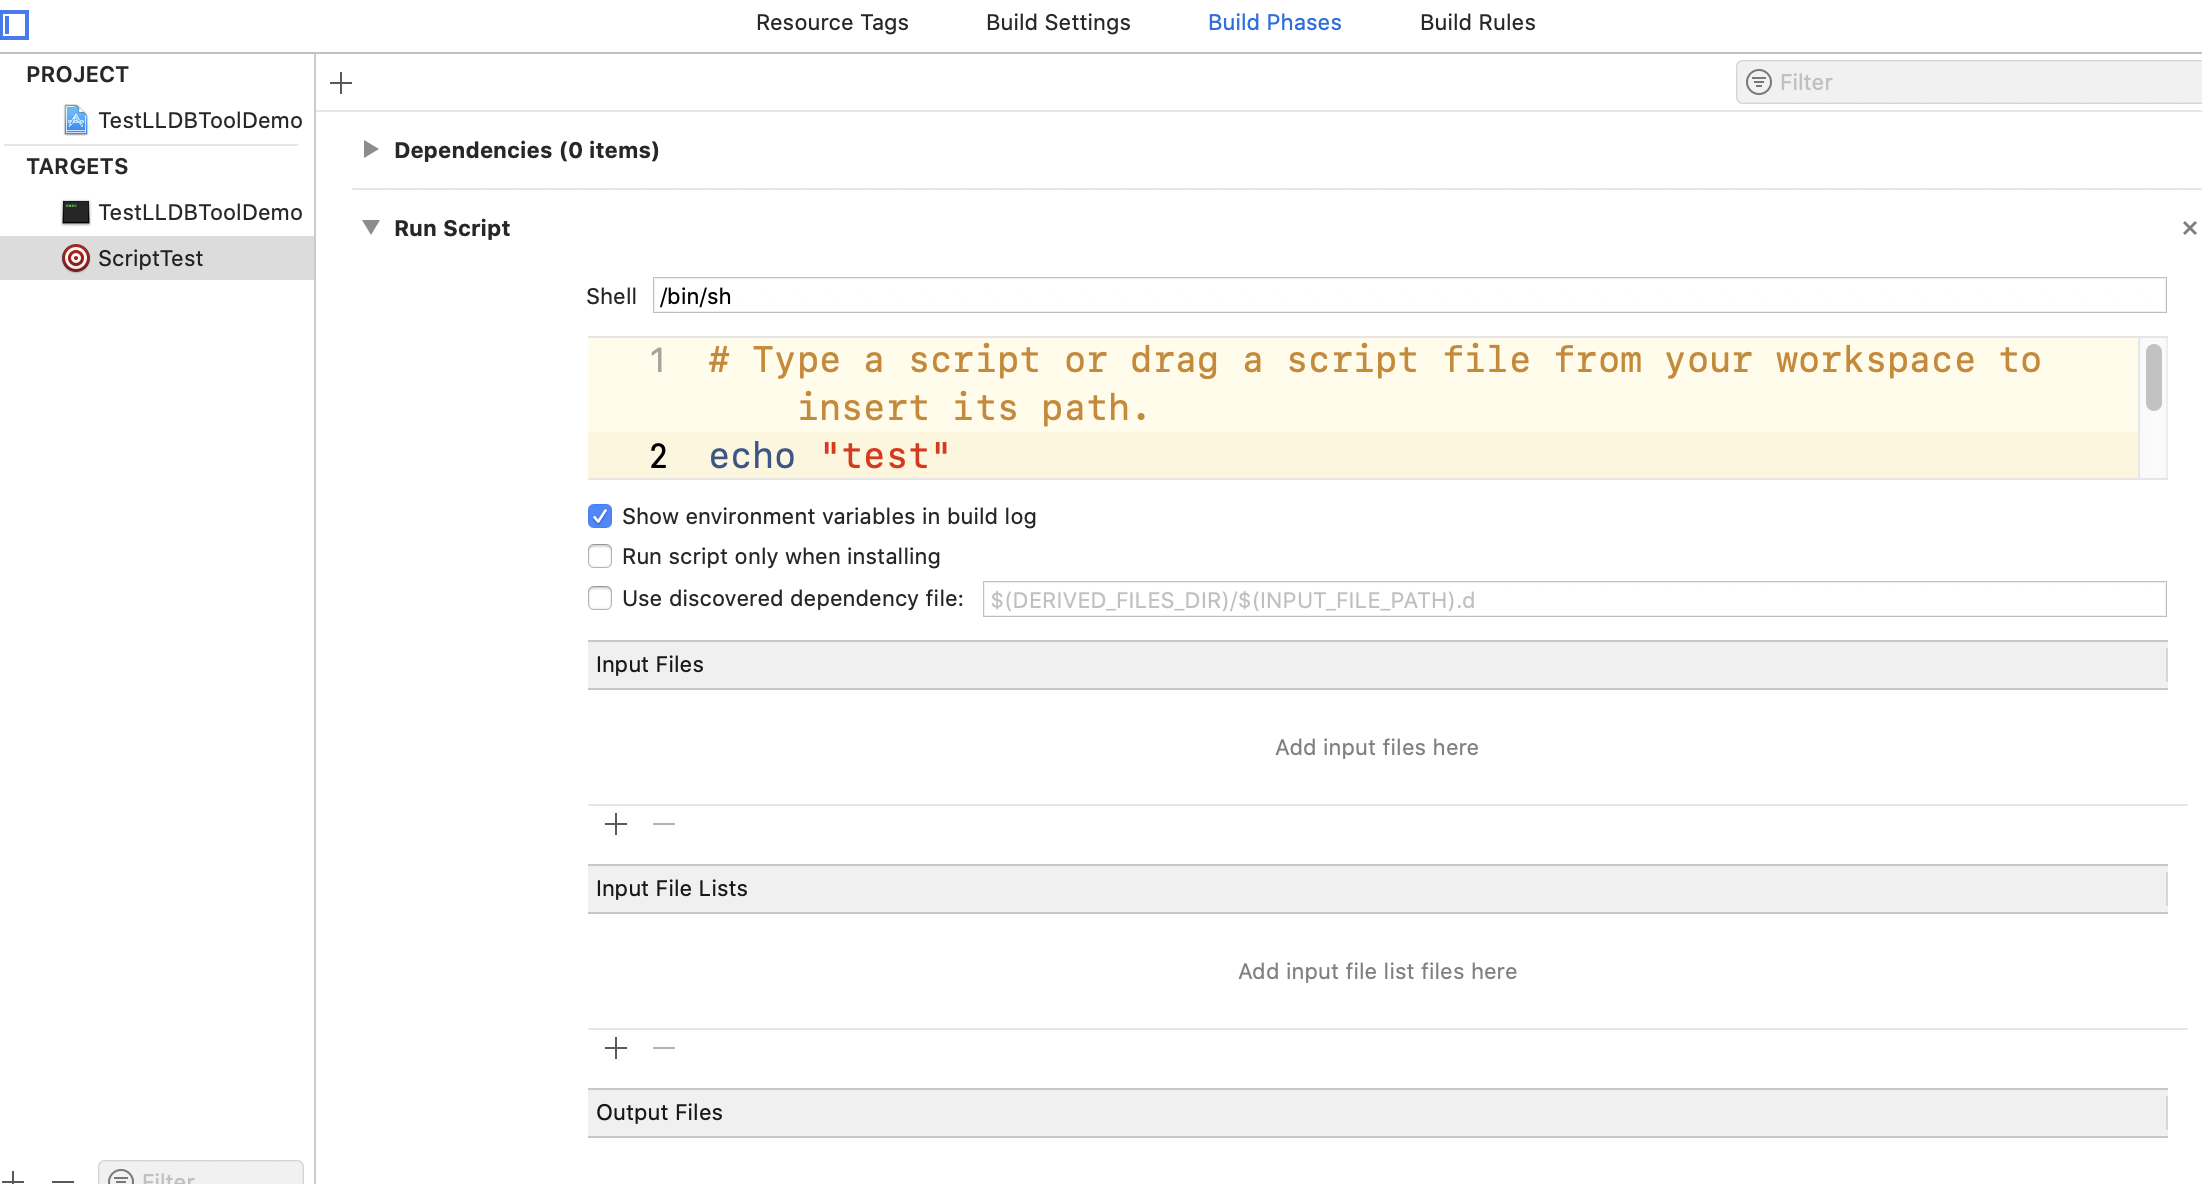 Resource Tags Build Settings Build Phases Build Rules
PROJECT
TestLLDBToolDemo
TARGETS
TestLLDBToolDemo
ScriptTest
Filter
Filter
Dependencies (0 items)
Run Script
Shell /bin/sh
1 # Type a script or drag a script file from your workspace to
insert its path.
2 echo "test"
Show environment variables in build log
Run script only when installing
Use discovered dependency file: $(DERIVED_FILES_DIR)/$(INPUT_FILE_PATH).d
Input Files
Add input files here
Input File Lists
Add input file list files here
Output Files